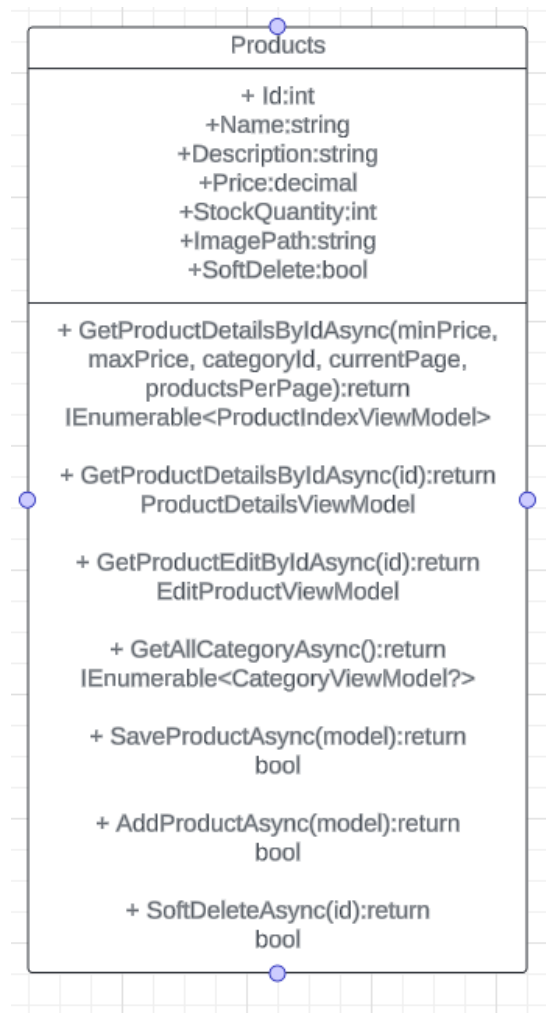 Products
+ Id:int
+Name:string
+Description:string
+Price:decimal
+StockQuantity:int
+ImagePath:string
+SoftDelete:bool
+ GetProductDetailsByIdAsync(minPrice,
maxPrice, categoryId, currentPage,
productsPerPage):return
IEnumerable<ProductIndexViewModel>
+ GetProductDetailsByIdAsync(id):return
ProductDetailsViewModel
+ GetProductEditByIdAsync(id):return
EditProductViewModel
+ GetAllCategoryAsync():return
IEnumerable<CategoryViewModel?>
+ SaveProductAsync(model):return
bool
+ AddProductAsync(model):return
bool
+ SoftDeleteAsync(id):return
bool